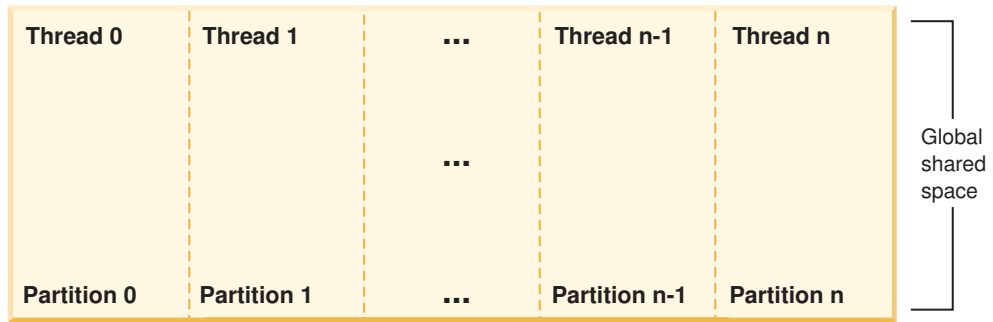 Thread 0 Thread 1 ... Thread n-1 Thread n
...
Global
shared
space
Partition 0 Partition 1 ... Partition n-1 Partition n